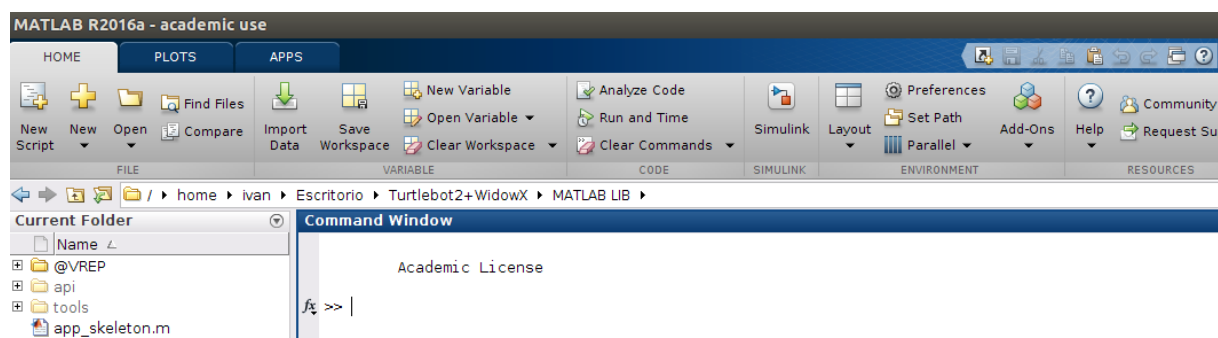 MATLAB R2016a - academic use
HOME PLOTS APPS
New Script
New
Open
Find Files
Compare
Import Data
Save Workspace
New Variable
Open Variable
Clear Workspace
Analyze Code
Run and Time
Clear Commands
Simulink
Layout
Preferences
Set Path
Parallel
Add-Ons
Help
Community
Request Su
FILE VARIABLE CODE SIMULINK ENVIRONMENT RESOURCES
/ home ivan Escritorio Turtlebot2+WidowX MATLAB LIB
Current Folder
Name
@VREP
api
tools
app_skeleton.m
Command Window
Academic License
fx >>